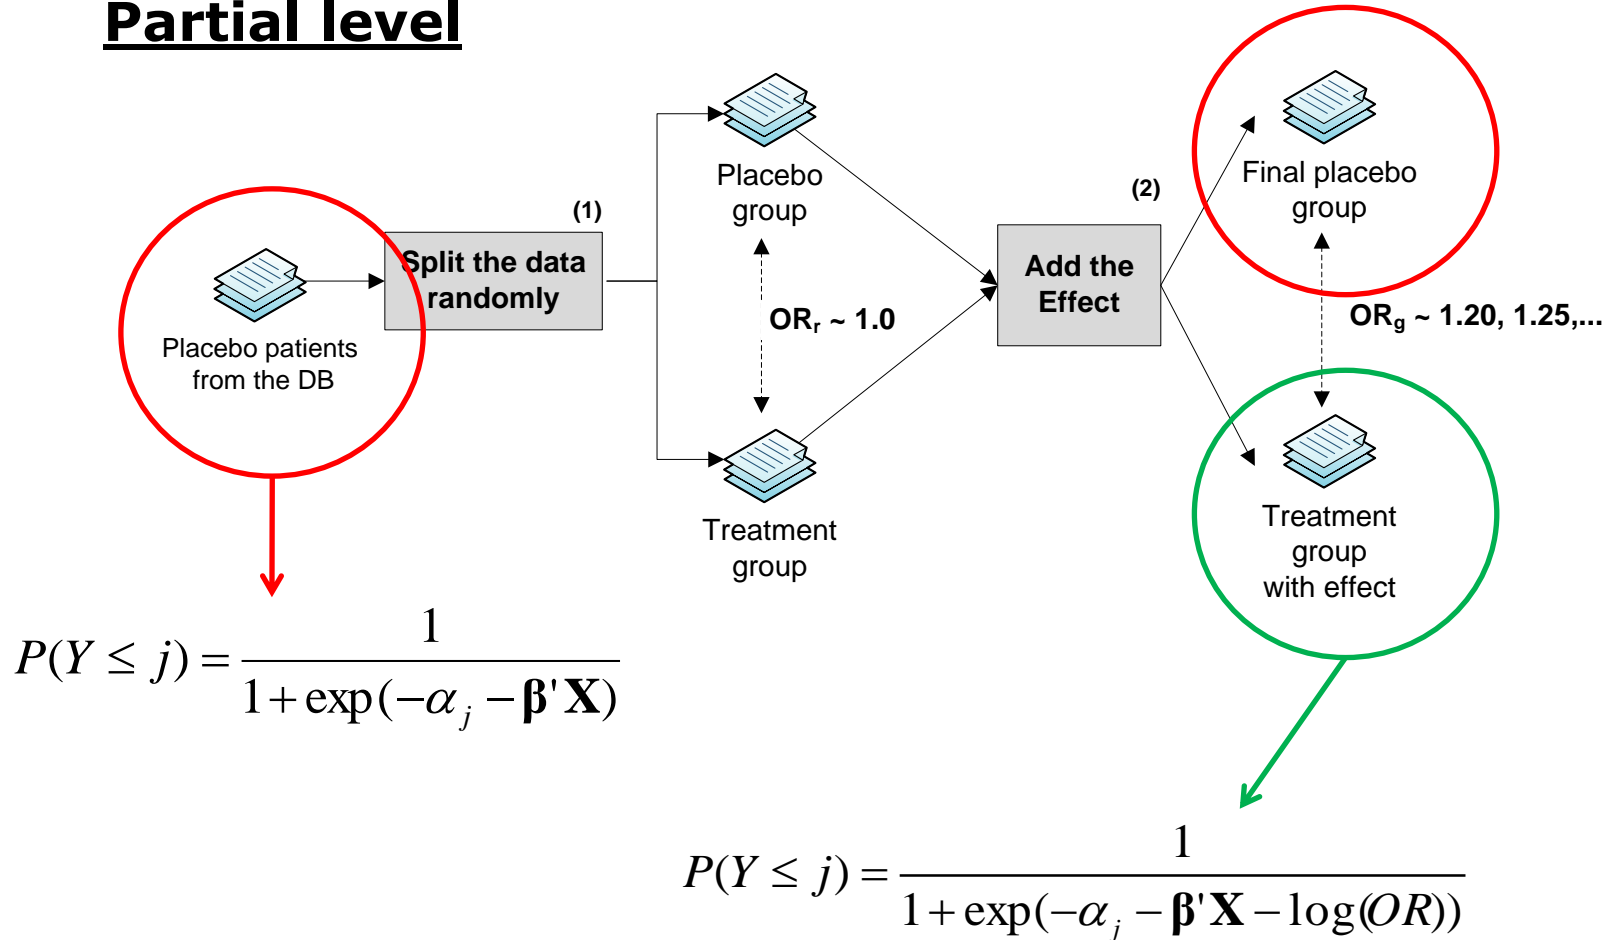 Partial level
(1)
Split the data
randomly
Placebo patients
from the DB
Placebo
group
OR_r ~ 1.0
Treatment
group
(2)
Add the
Effect
Final placebo
group
OR_g ~ 1.20, 1.25,...
Treatment
group
with effect
P(Y ≤ j) = 1 / (1 + exp(−α_j − β'X))
P(Y ≤ j) = 1 / (1 + exp(−α_j − β'X − log(OR)))